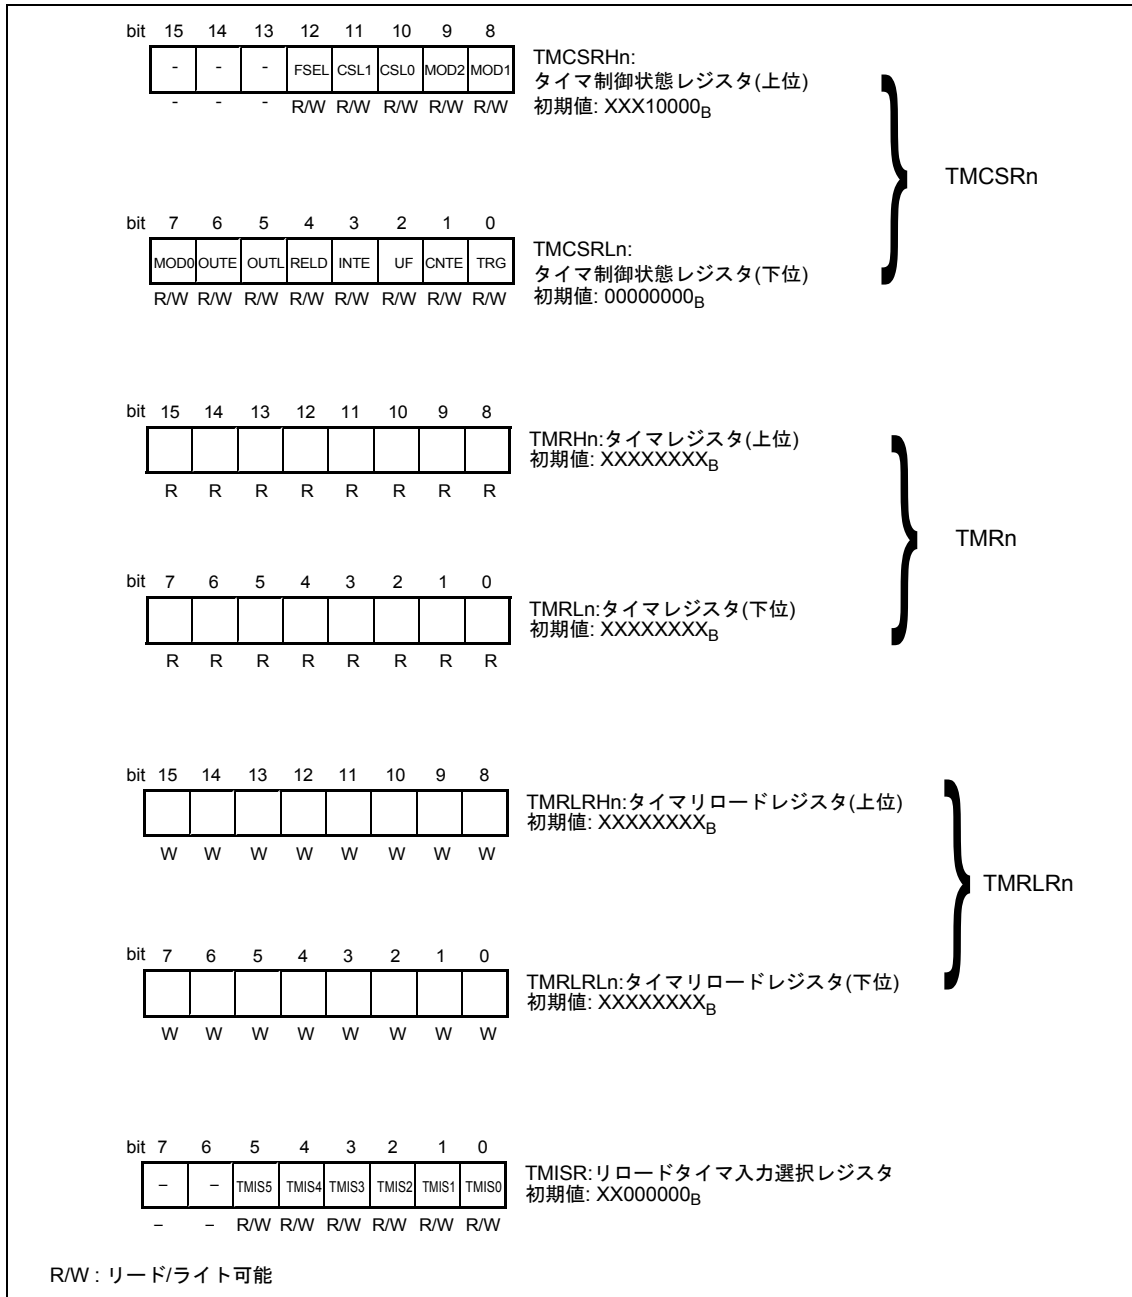 bit 15 14 13 12 11 10 9 8
- - - FSEL CSL1 CSL0 MOD2 MOD1
- - - R/W R/W R/W R/W R/W
TMCSRHn:
タイマ制御状態レジスタ(上位)
初期値: XXX10000B
TMCSRn
bit 7 6 5 4 3 2 1 0
MOD0 OUTE OUTL RELD INTE UF CNTE TRG
R/W R/W R/W R/W R/W R/W R/W R/W
TMCSRLn:
タイマ制御状態レジスタ(下位)
初期値: 00000000B
bit 15 14 13 12 11 10 9 8
R R R R R R R R
TMRHn:タイマレジスタ(上位)
初期値: XXXXXXXXB
TMRn
bit 7 6 5 4 3 2 1 0
R R R R R R R R
TMRLn:タイマレジスタ(下位)
初期値: XXXXXXXXB
bit 15 14 13 12 11 10 9 8
W W W W W W W W
TMRLRHn:タイマリロードレジスタ(上位)
初期値: XXXXXXXXB
TMRLRn
bit 7 6 5 4 3 2 1 0
W W W W W W W W
TMRLRLn:タイマリロードレジスタ(下位)
初期値: XXXXXXXXB
bit 7 6 5 4 3 2 1 0
– – TMIS5 TMIS4 TMIS3 TMIS2 TMIS1 TMIS0
– – R/W R/W R/W R/W R/W R/W
TMISR:リロードタイマ入力選択レジスタ
初期値: XX000000B
R/W : リード/ライト可能